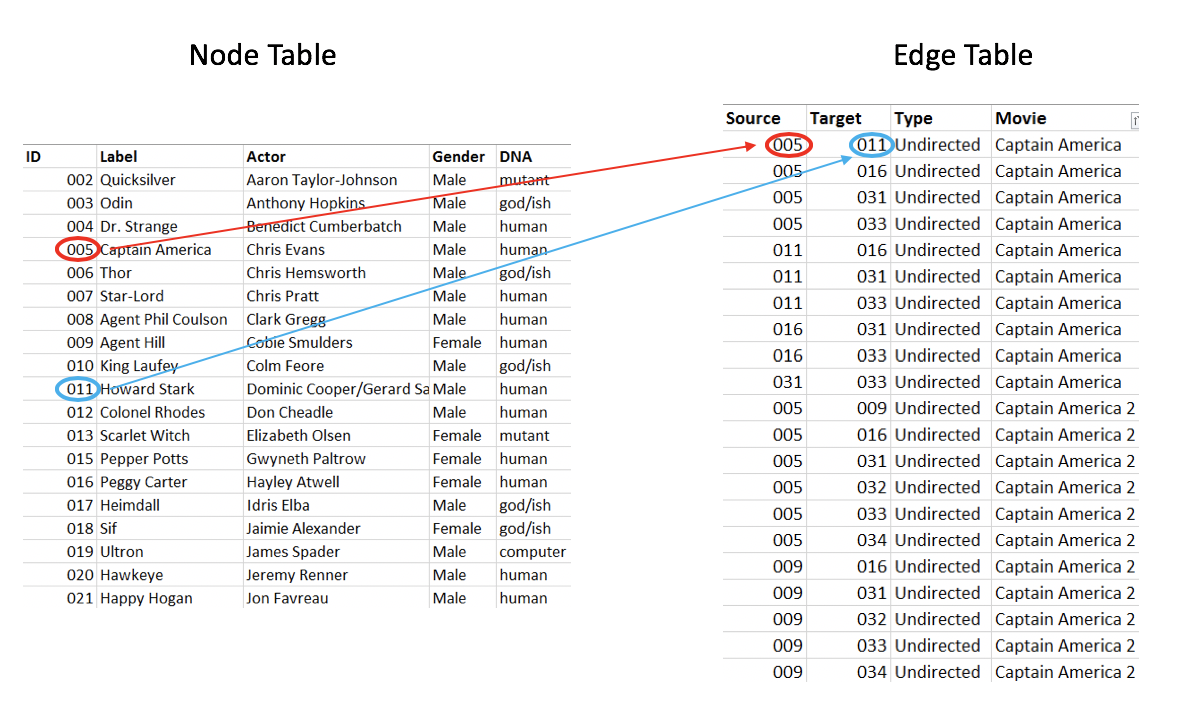 Node Table
Edge Table
ID Label Actor Gender DNA
002 Quicksilver Aaron Taylor-Johnson Male mutant
003 Odin Anthony Hopkins Male god/ish
004 Dr. Strange Benedict Cumberbatch Male human
005 Captain America Chris Evans Male human
006 Thor Chris Hemsworth Male god/ish
007 Star-Lord Chris Pratt Male human
008 Agent Phil Coulson Clark Gregg Male human
009 Agent Hill Cobie Smulders Female human
010 King Laufey Colm Feore Male god/ish
011 Howard Stark Dominic Cooper/Gerard Sa Male human
012 Colonel Rhodes Don Cheadle Male human
013 Scarlet Witch Elizabeth Olsen Female mutant
015 Pepper Potts Gwyneth Paltrow Female human
016 Peggy Carter Hayley Atwell Female human
017 Heimdall Idris Elba Male god/ish
018 Sif Jaimie Alexander Female god/ish
019 Ultron James Spader Male computer
020 Hawkeye Jeremy Renner Male human
021 Happy Hogan Jon Favreau Male human
Source Target Type Movie
005 011 Undirected Captain America
005 016 Undirected Captain America
005 031 Undirected Captain America
005 033 Undirected Captain America
011 016 Undirected Captain America
011 031 Undirected Captain America
011 033 Undirected Captain America
016 031 Undirected Captain America
016 033 Undirected Captain America
031 033 Undirected Captain America
005 009 Undirected Captain America 2
005 016 Undirected Captain America 2
005 031 Undirected Captain America 2
005 032 Undirected Captain America 2
005 033 Undirected Captain America 2
005 034 Undirected Captain America 2
009 016 Undirected Captain America 2
009 031 Undirected Captain America 2
009 032 Undirected Captain America 2
009 033 Undirected Captain America 2
009 034 Undirected Captain America 2